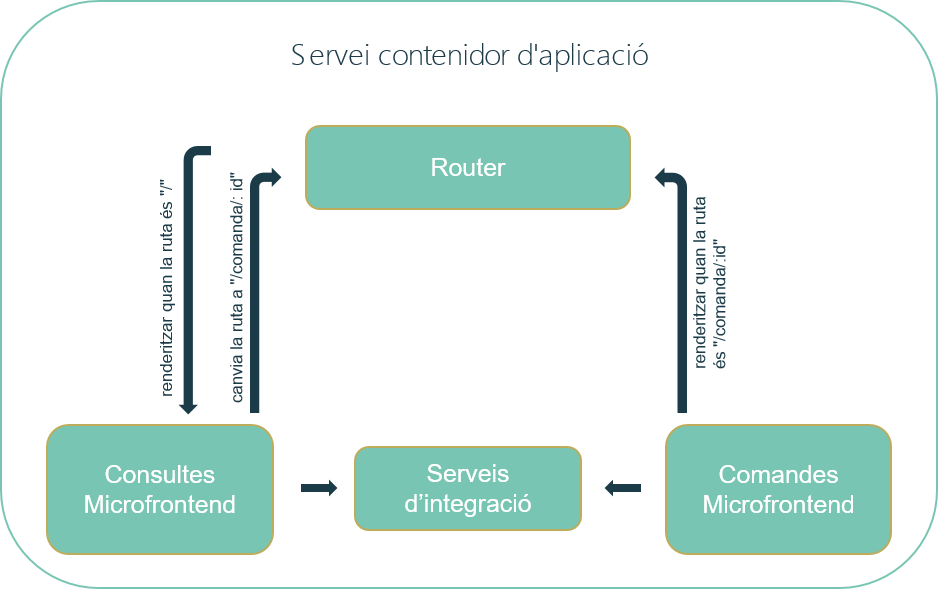 Servei contenidor d'aplicació
Router
renderitzar quan la ruta és "/"
canvia la ruta a "/comanda/: id"
renderitzar quan la ruta
és "/comanda/:id"
Consultes
Microfrontend
Serveis
d’integració
Comandes
Microfrontend